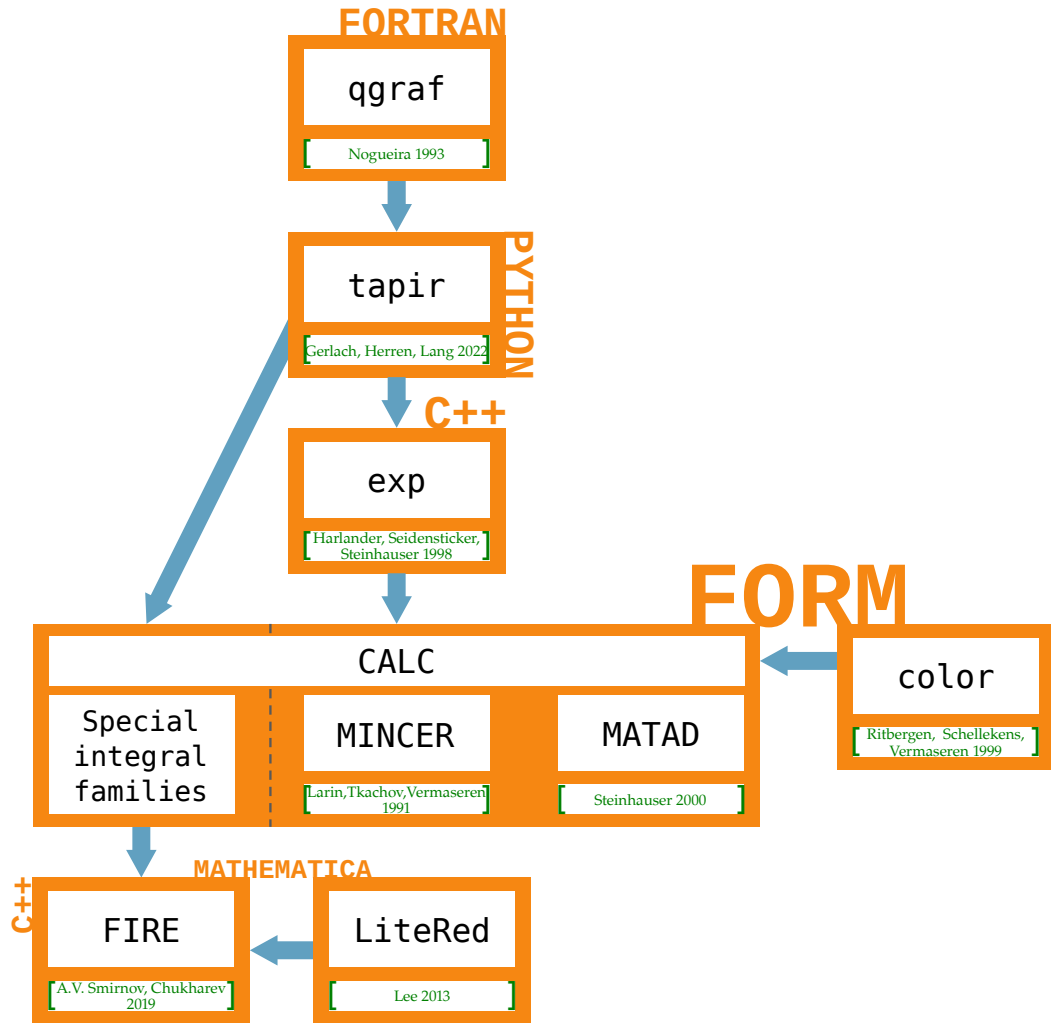 FORTRAN
qgraf
[ Nogueira 1993 ]
PYTHON
tapir
[Gerlach, Herren, Lang 2022]
C++
exp
[ Harlander, Seidensticker,
Steinhauser 1998 ]
FORM
CALC
color
[ Ritbergen, Schellekens,
Vermaseren 1999 ]
Special
integral
families
MINCER
[Larin,Tkachov,Vermaseren
1991]
MATAD
[ Steinhauser 2000 ]
MATHEMATICA
C++
FIRE
[A.V. Smirnov, Chukharev
2019]
LiteRed
[ Lee 2013 ]